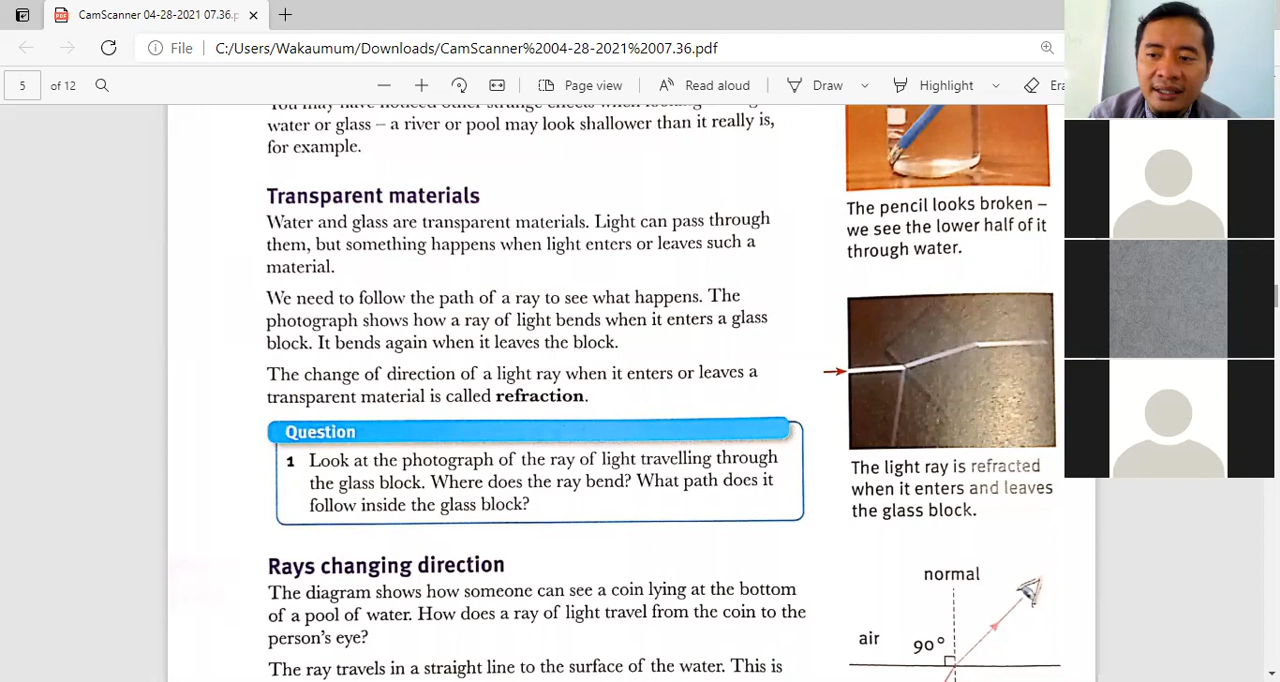 CamScanner 04-28-2021 07.36.p
File
C:/Users/Wakaumum/Downloads/CamScanner%2004-28-2021%2007.36.pdf
5
of 12
Page view
Read aloud
Draw
Highlight
Era
water or glass – a river or pool may look shallower than it really is,
for example.
Transparent materials
Water and glass are transparent materials. Light can pass through
them, but something happens when light enters or leaves such a
material.
We need to follow the path of a ray to see what happens. The
photograph shows how a ray of light bends when it enters a glass
block. It bends again when it leaves the block.
The change of direction of a light ray when it enters or leaves a
transparent material is called refraction.
Question
1 Look at the photograph of the ray of light travelling through
the glass block. Where does the ray bend? What path does it
follow inside the glass block?
Rays changing direction
The diagram shows how someone can see a coin lying at the bottom
of a pool of water. How does a ray of light travel from the coin to the
person's eye?
The ray travels in a straight line to the surface of the water. This is
The pencil looks broken –
we see the lower half of it
through water.
The light ray is refracted
when it enters and leaves
the glass block.
normal
air
90°